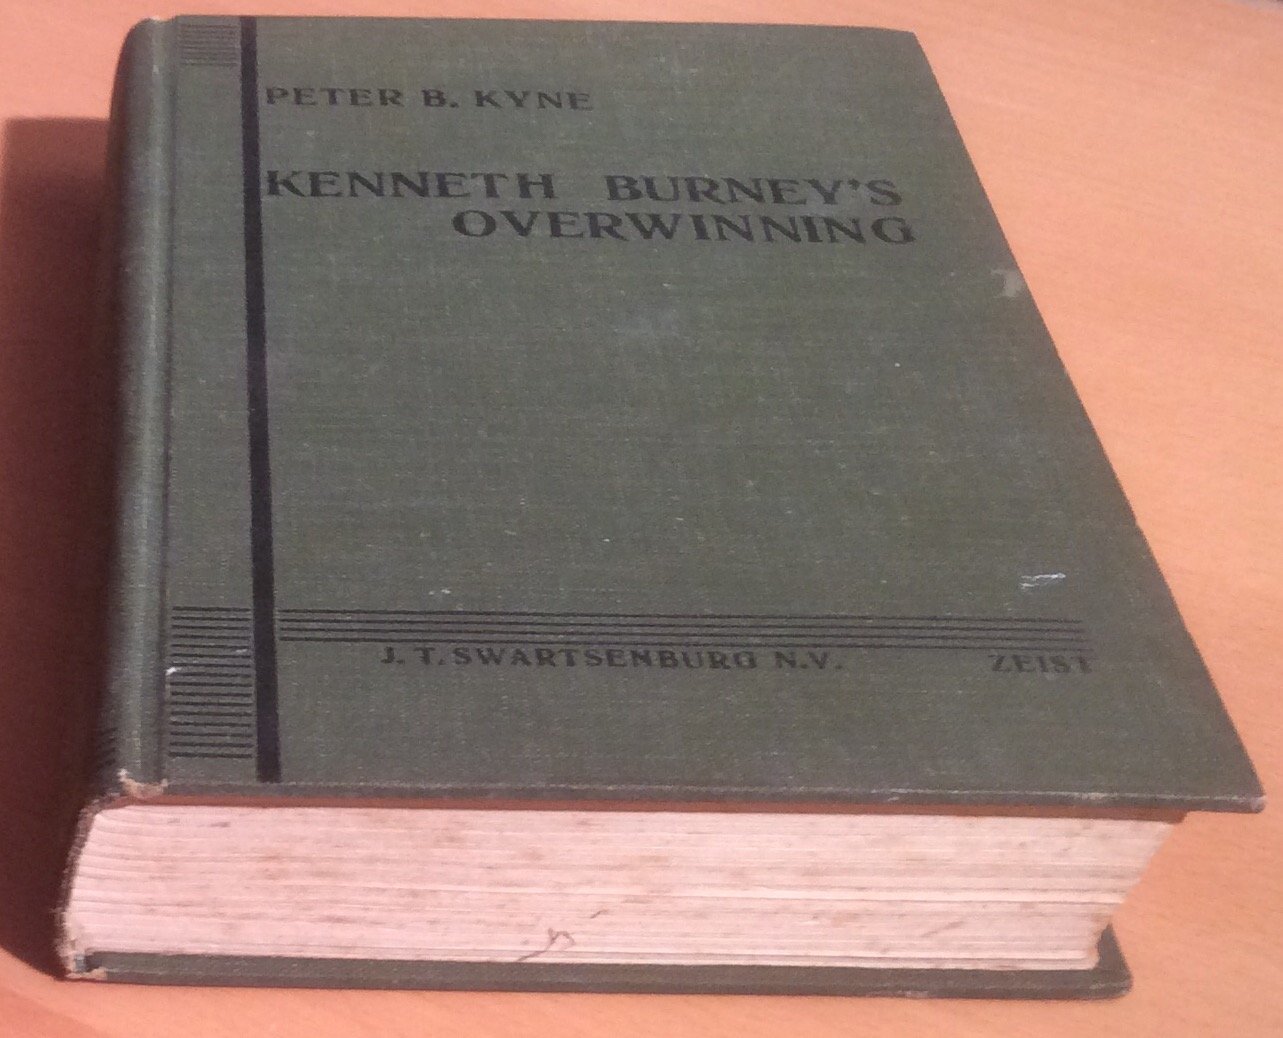 PETER B. KYNE
KENNETH BURNEY'S
OVERWINNING
J. T. SWARTSENBURG N.V. ZEIST